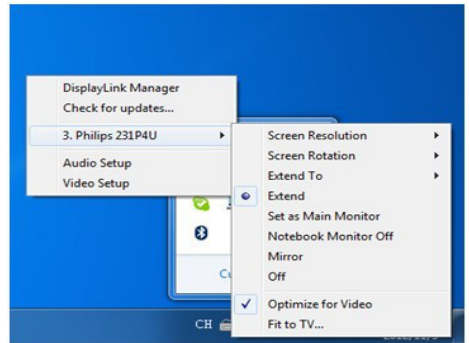 DisplayLink Manager
Check for updates...
3. Philips 231P4U
Audio Setup
Video Setup
Screen Resolution
Screen Rotation
Extend To
Extend
Set as Main Monitor
Notebook Monitor Off
Mirror
Off
Optimize for Video
Fit to TV...
CH